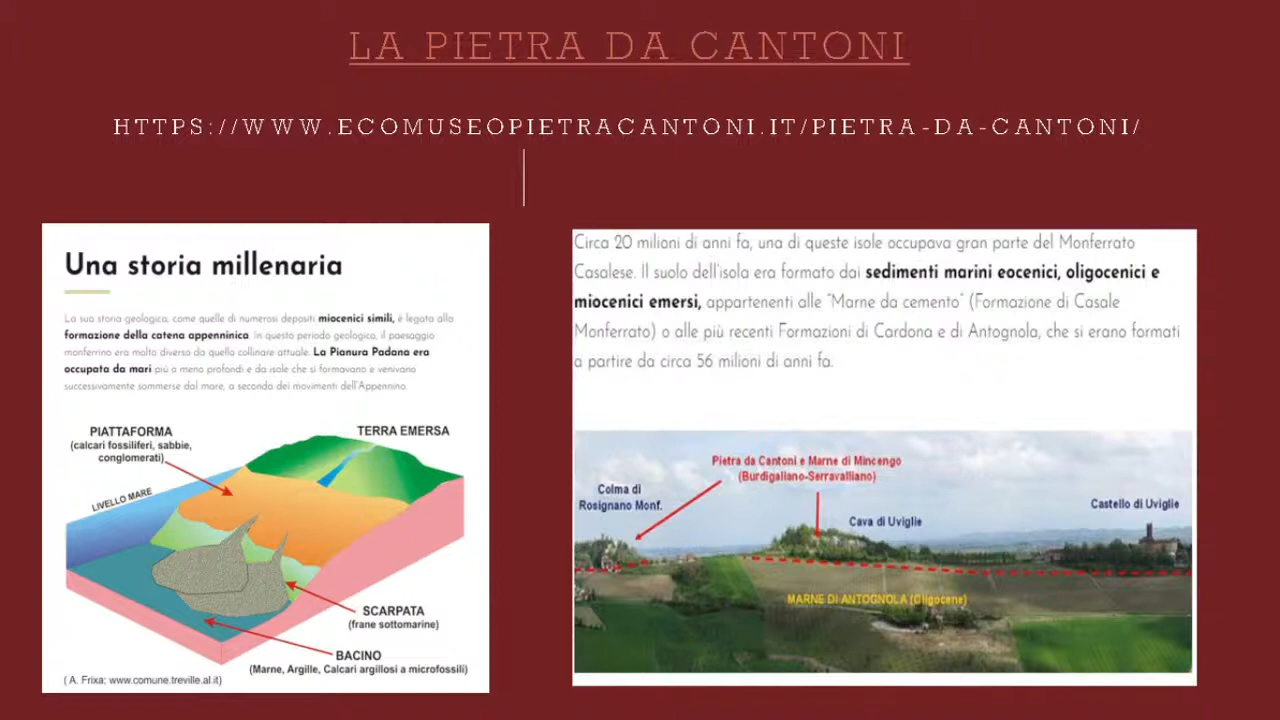 LA PIETRA DA CANTONI
HTTPS://WWW.ECOMUSEOPIETRACANTONI.IT/PIETRA-DA-CANTONI/
Una storia millenaria
La sua storia geologica, come quelle di numerosi depositi miocenici simili, è legata alla
formazione della catena appenninica. In questo periodo geologico, il paesaggio
monferrino era molto diverso da quello collinare attuale. La Pianura Padana era
occupata da mari più o meno profondi e da isole che si formavano e venivano
successivamente sommerse dal mare, a seconda dei movimenti dell'Appennino.
PIATTAFORMA
(calcari fossiliferi, sabbie,
conglomerati)
TERRA EMERSA
LIVELLO MARE
SCARPATA
(frane sottomarine)
BACINO
(Marne, Argille, Calcari argillosi a microfossili)
( A. Frixa; www.comune.treville.al.it)
Circa 20 milioni di anni fa, una di queste isole occupava gran parte del Monferrato
Casalese. Il suolo dell'isola era formato dai sedimenti marini eocenici, oligocenici e
miocenici emersi, appartenenti alle "Marne da cemento" (Formazione di Casale
Monferrato) o alle più recenti Formazioni di Cardona e di Antognola, che si erano formati
a partire da circa 56 milioni di anni fa.
Pietra da Cantoni e Marne di Mincengo
(Burdigaliano-Serravalliano)
Colma di
Rosignano Monf.
Castello di Uviglie
Cava di Uviglie
MARNE DI ANTOGNOLA (Oligocene)